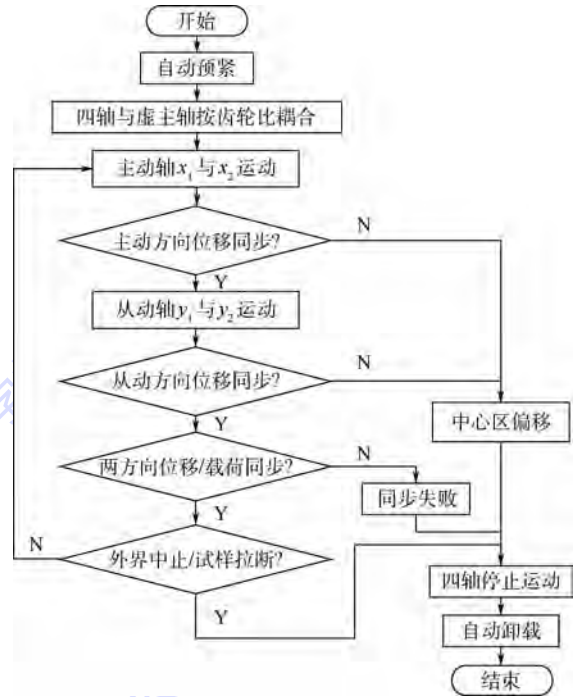 开始
自动预紧
四轴与虚主轴按齿轮比耦合
主动轴x₁与x₂运动
主动方向位移同步?
N
Y
从动轴y₁与y₂运动
从动方向位移同步?
N
Y
中心区偏移
两方向位移/载荷同步?
N
同步失败
Y
外界中止/试样拉断?
N
Y
四轴停止运动
自动卸载
结束